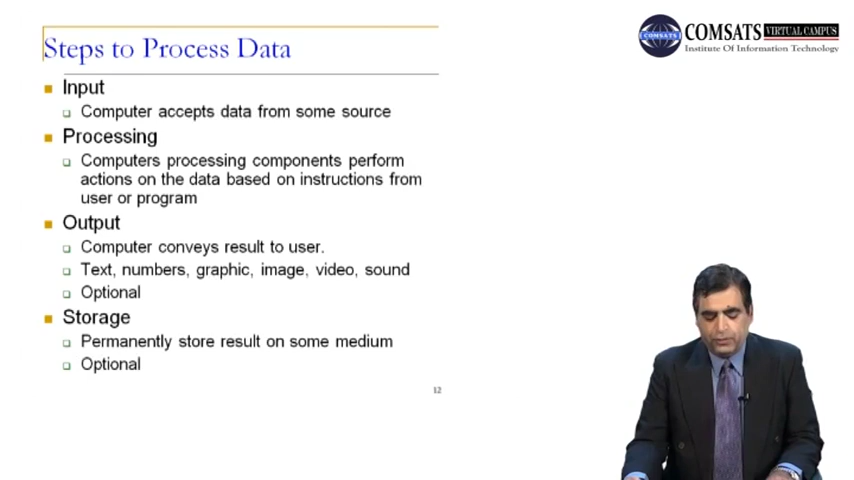 Steps to Process Data
Input
Computer accepts data from some source
Processing
Computers processing components perform
actions on the data based on instructions from
user or program
Output
Computer conveys result to user.
Text, numbers, graphic, image, video, sound
Optional
Storage
Permanently store result on some medium
Optional
12
COMSATS
COMSATS VIRTUAL CAMPUS
Institute Of Information Technology